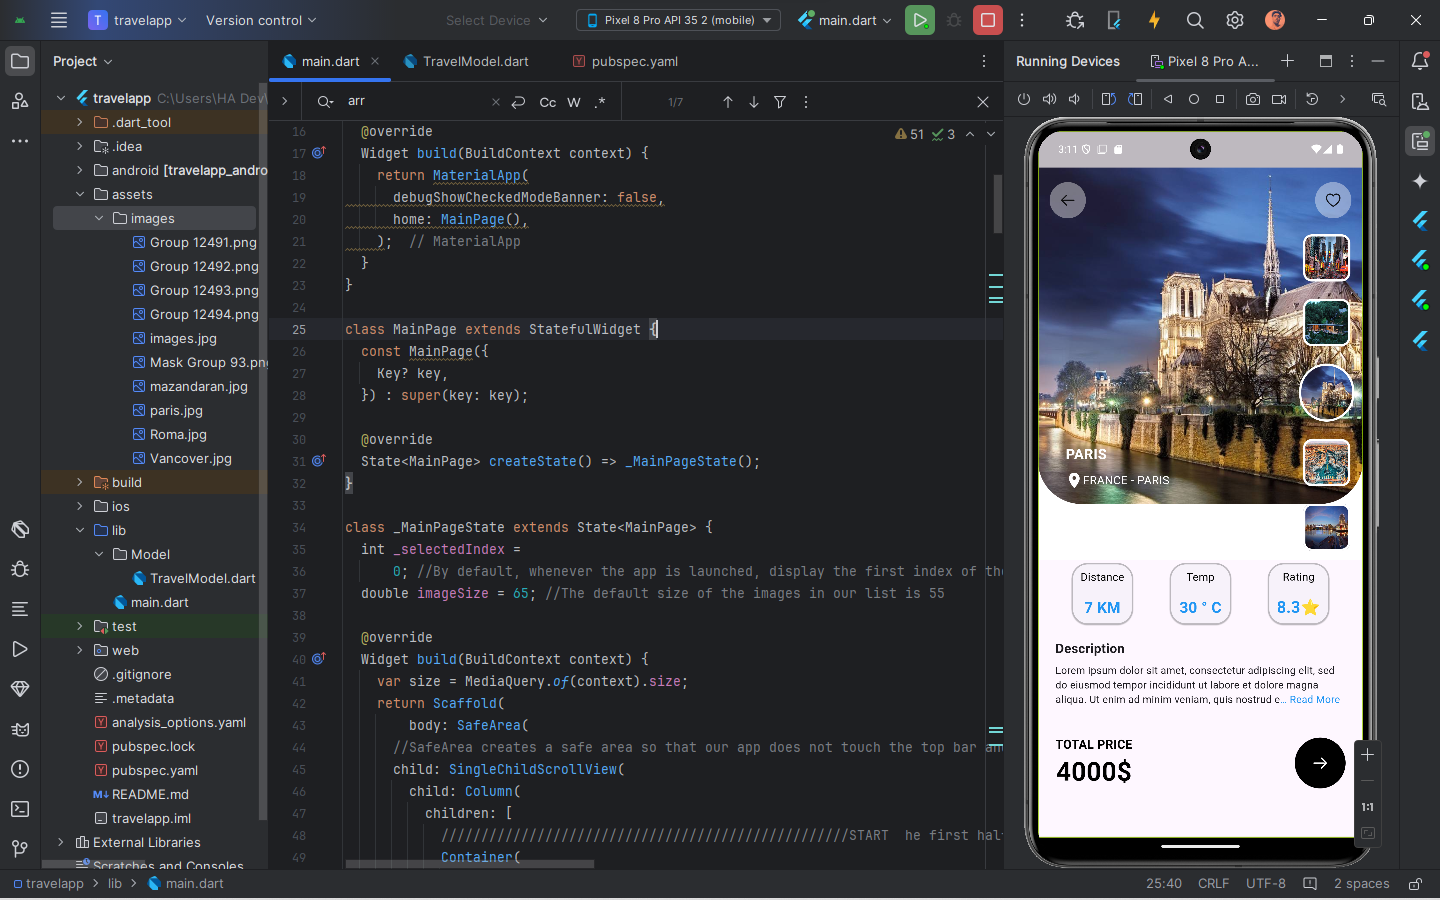 T travelapp Version control Select Device Pixel 8 Pro API 35 2 (mobile) main.dart
Project
travelapp C:\Users\HA Dev\
.dart_tool
.idea
android [travelapp_andro
assets
images
Group 12491.png
Group 12492.png
Group 12493.png
Group 12494.png
images.jpg
Mask Group 93.png
mazandaran.jpg
paris.jpg
Roma.jpg
Vancover.jpg
build
ios
lib
Model
TravelModel.dart
main.dart
test
web
.gitignore
.metadata
analysis_options.yaml
pubspec.lock
pubspec.yaml
README.md
travelapp.iml
External Libraries
Scratches and Consoles
main.dart TravelModel.dart pubspec.yaml
arr Cc W .* 1/7
51 3
16 @override
17 Widget build(BuildContext context) {
18 return MaterialApp(
19 debugShowCheckedModeBanner: false,
20 home: MainPage(),
21 ); // MaterialApp
22 }
23 }
24
25 class MainPage extends StatefulWidget {
26 const MainPage({
27 Key? key,
28 }) : super(key: key);
29
30 @override
31 State<MainPage> createState() => _MainPageState();
32 }
33
34 class _MainPageState extends State<MainPage> {
35 int _selectedIndex =
36 0; //By default, whenever the app is launched, display the first index of the
37 double imageSize = 65; //The default size of the images in our list is 55
38
39 @override
40 Widget build(BuildContext context) {
41 var size = MediaQuery.of(context).size;
42 return Scaffold(
43 body: SafeArea(
44 //SafeArea creates a safe area so that our app does not touch the top bar an
45 child: SingleChildScrollView(
46 child: Column(
47 children: [
48 ///////////////////////////////////////////////////START he first hal
49 Container(
Running Devices Pixel 8 Pro A...
3:11
PARIS
FRANCE - PARIS
Distance Temp Rating
7 KM 30 ° C 8.3⭐
Description
Lorem ipsum dolor sit amet, consectetur adipiscing elit, sed
do eiusmod tempor incididunt ut labore et dolore magna
aliqua. Ut enim ad minim veniam, quis nostrud e... Read More
TOTAL PRICE
4000$
1:1
travelapp > lib > main.dart 25:40 CRLF UTF-8 2 spaces